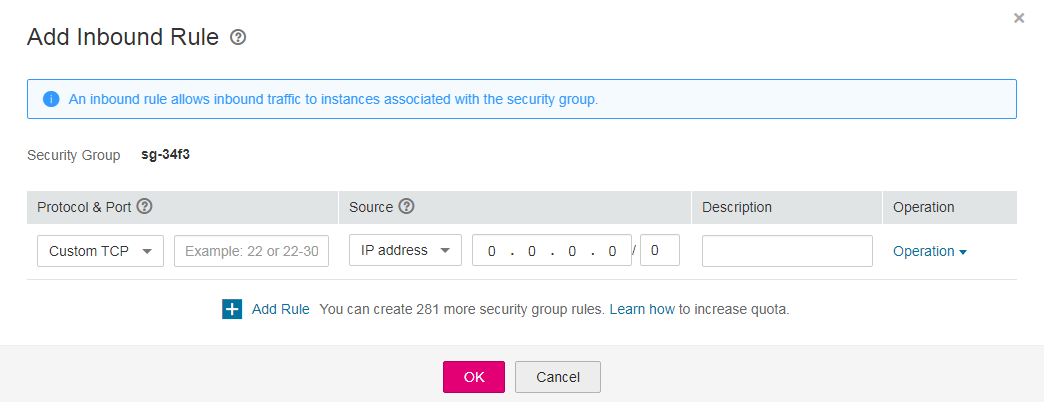 Add Inbound Rule ?
An inbound rule allows inbound traffic to instances associated with the security group.
Security Group sg-34f3
Protocol & Port ? Source ? Description Operation
Custom TCP Example: 22 or 22-30 IP address 0 . 0 . 0 . 0 / 0 Operation
Add Rule You can create 281 more security group rules. Learn how to increase quota.
OK Cancel